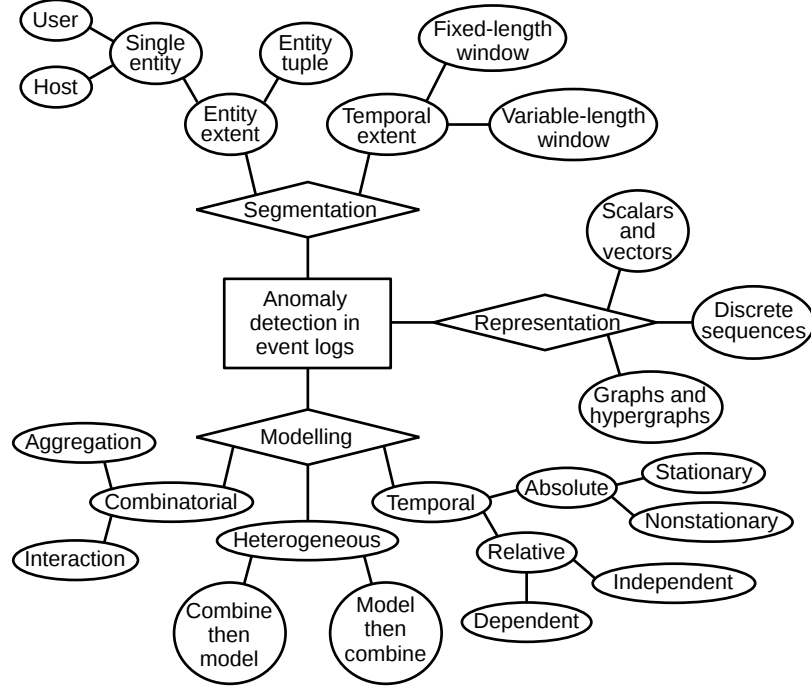 User
Single
entity
Host
Entity
tuple
Entity
extent
Fixed-length
window
Temporal
extent
Variable-length
window
Segmentation
Scalars
and
vectors
Anomaly
detection in
event logs
Representation
Discrete
sequences
Graphs and
hypergraphs
Modelling
Aggregation
Combinatorial
Interaction
Heterogeneous
Combine
then
model
Model
then
combine
Temporal
Absolute
Stationary
Nonstationary
Relative
Independent
Dependent